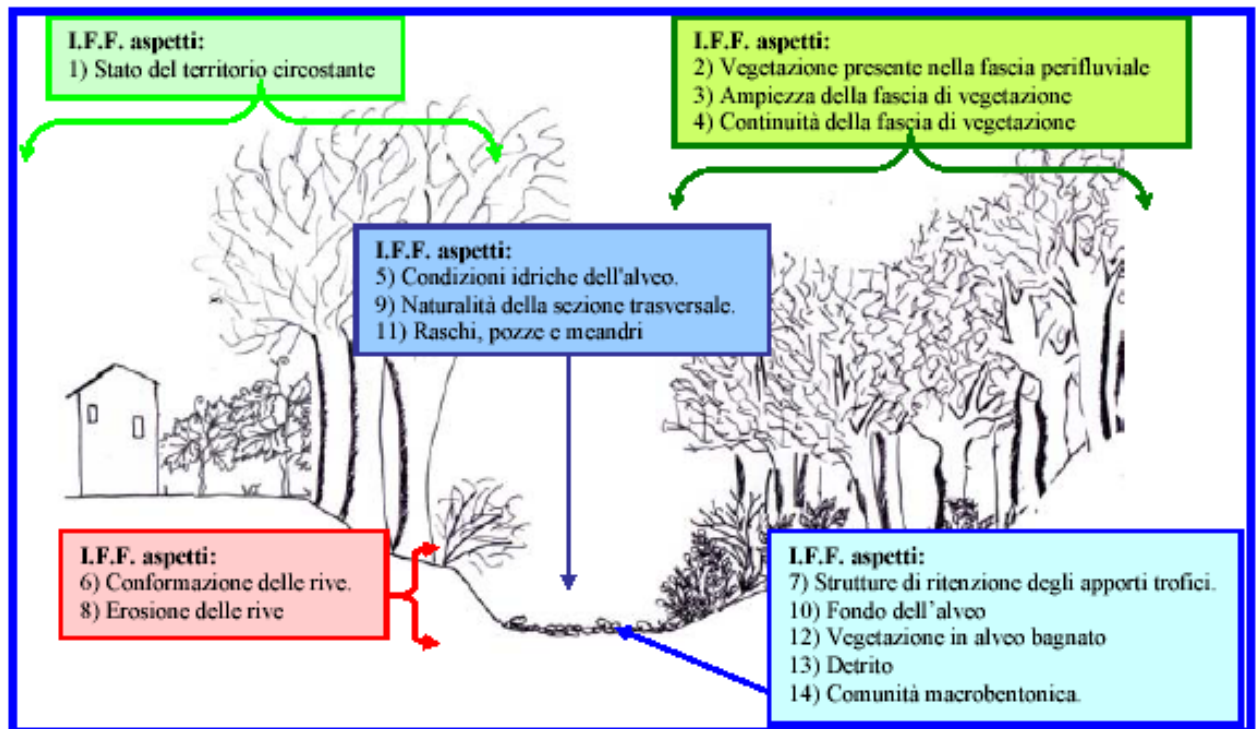 I.F.F. aspetti:
1) Stato del territorio circostante
I.F.F. aspetti:
2) Vegetazione presente nella fascia perifluviale
3) Ampiezza della fascia di vegetazione
4) Continuità della fascia di vegetazione
I.F.F. aspetti:
5) Condizioni idriche dell'alveo.
9) Naturalità della sezione trasversale.
11) Raschi, pozze e meandri
I.F.F. aspetti:
6) Conformazione delle rive.
8) Erosione delle rive
I.F.F. aspetti:
7) Strutture di ritenzione degli apporti trofici.
10) Fondo dell’alveo
12) Vegetazione in alveo bagnato
13) Detrito
14) Comunità macrobentonica.